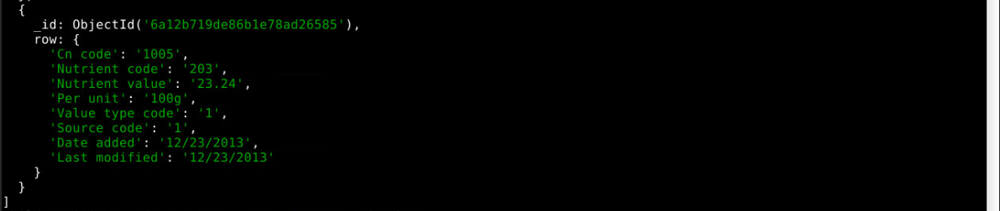 {
_id: ObjectId('6a12b719de86b1e78ad26585'),
row: {
'Cn code': '1005',
'Nutrient code': '203',
'Nutrient value': '23.24',
'Per unit': '100g',
'Value type code': '1',
'Source code': '1',
'Date added': '12/23/2013',
'Last modified': '12/23/2013'
}
}
]